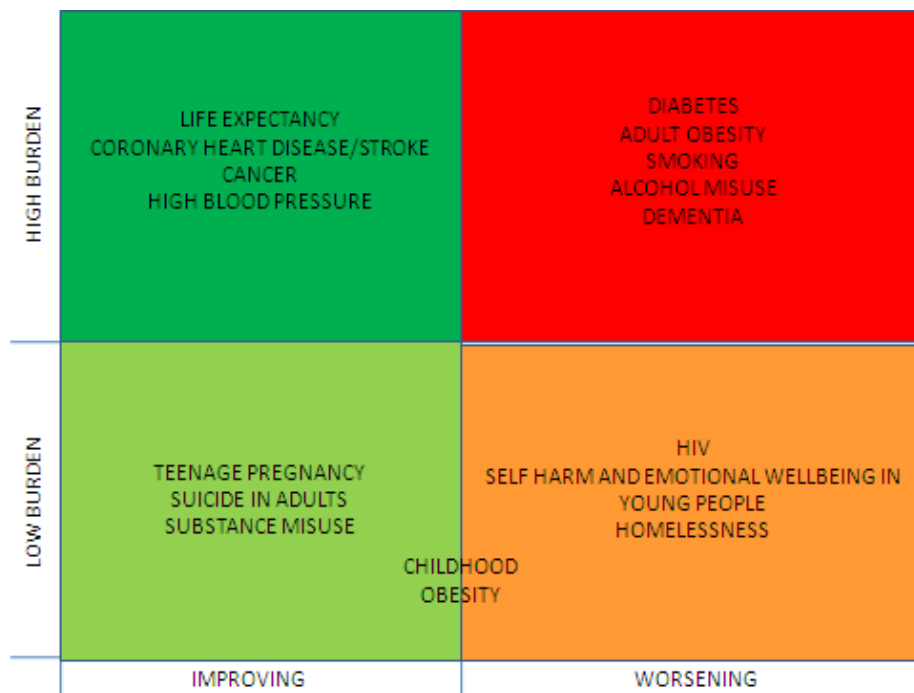 HIGH BURDEN
LIFE EXPECTANCY
CORONARY HEART DISEASE/STROKE
CANCER
HIGH BLOOD PRESSURE
DIABETES
ADULT OBESITY
SMOKING
ALCOHOL MISUSE
DEMENTIA
LOW BURDEN
TEENAGE PREGNANCY
SUICIDE IN ADULTS
SUBSTANCE MISUSE
HIV
SELF HARM AND EMOTIONAL WELLBEING IN
YOUNG PEOPLE
HOMELESSNESS
CHILDHOOD
OBESITY
IMPROVING
WORSENING